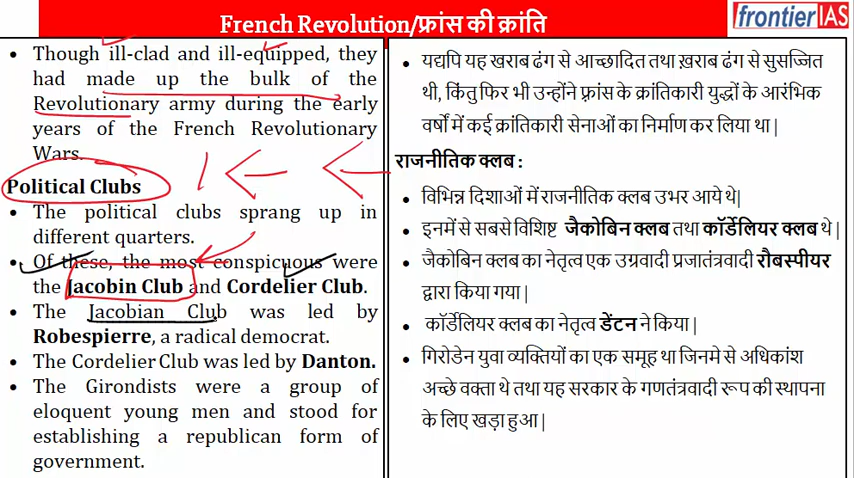 French Revolution/फ्रांस की क्रांति
frontier IAS
• Though ill-clad and ill-equipped, they
had made up the bulk of the
Revolutionary army during the early
years of the French Revolutionary
Wars.
Political Clubs
• The political clubs sprang up in
different quarters.
• Of these, the most conspicuous were
the Jacobin Club and Cordelier Club.
• The Jacobian Club was led by
Robespierre, a radical democrat.
• The Cordelier Club was led by Danton.
• The Girondists were a group of
eloquent young men and stood for
establishing a republican form of
government.
• यद्यपि यह खराब ढंग से आच्छादित तथा ख़राब ढंग से सुसज्जित
थी, किंतु फिर भी उन्होंने फ़्रांस के क्रांतिकारी युद्धों के आरंभिक
वर्षों में कई क्रांतिकारी सेनाओं का निर्माण कर लिया था |
राजनीतिक क्लब :
• विभिन्न दिशाओं में राजनीतिक क्लब उभर आये थे|
• इनमें से सबसे विशिष्ट जैकोबिन क्लब तथा कॉर्डेलियर क्लब थे |
• जैकोबिन क्लब का नेतृत्व एक उग्रवादी प्रजातंत्रवादी रौबस्पीयर
द्वारा किया गया |
• कॉर्डेलियर क्लब का नेतृत्व डेंटन ने किया |
• गिरोडेन युवा व्यक्तियों का एक समूह था जिनमे से अधिकांश
अच्छे वक्ता थे तथा यह सरकार के गणतंत्रवादी रूप की स्थापना
के लिए खड़ा हुआ |